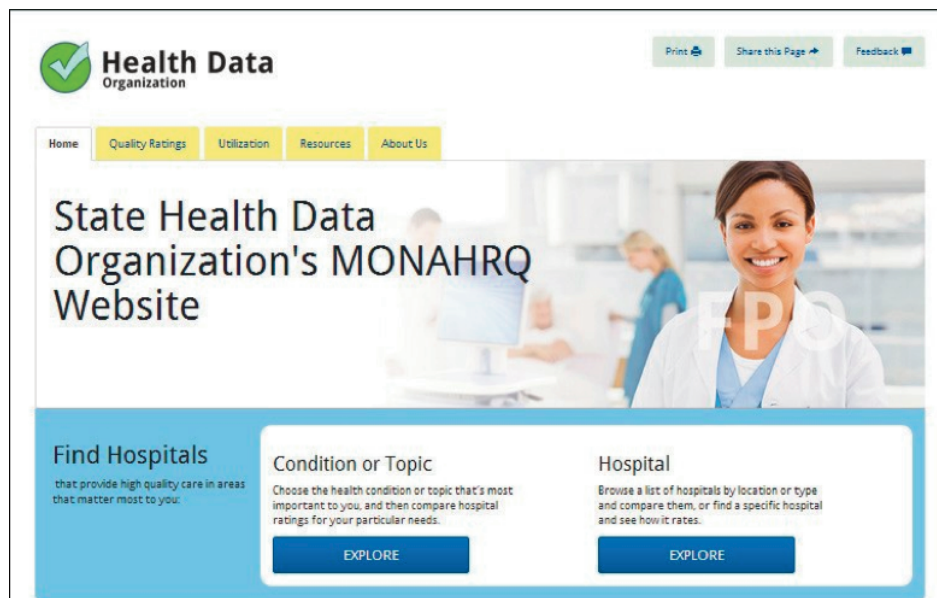 Health Data
Organization
Print
Share this Page
Feedback
Home
Quality Ratings
Utilization
Resources
About Us
State Health Data
Organization's MONAHRQ
Website
FPO
Find Hospitals
that provide high quality care in areas
that matter most to you:
Condition or Topic
Choose the health condition or topic that's most
important to you, and then compare hospital
ratings for your particular needs.
EXPLORE
Hospital
Browse a list of hospitals by location or type
and compare them, or find a specific hospital
and see how it rates.
EXPLORE